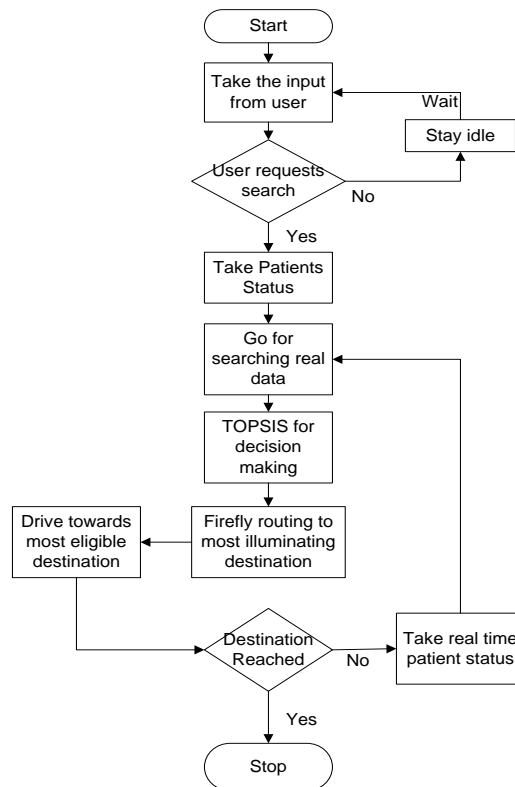 Start
Take the input
from user
Wait
Stay idle
User requests
search
No
Yes
Take Patients
Status
Go for
searching real
data
TOPSIS for
decision
making
Firefly routing to
most illuminating
destination
Drive towards
most eligible
destination
Destination
Reached
No
Take real time
patient status
Yes
Stop